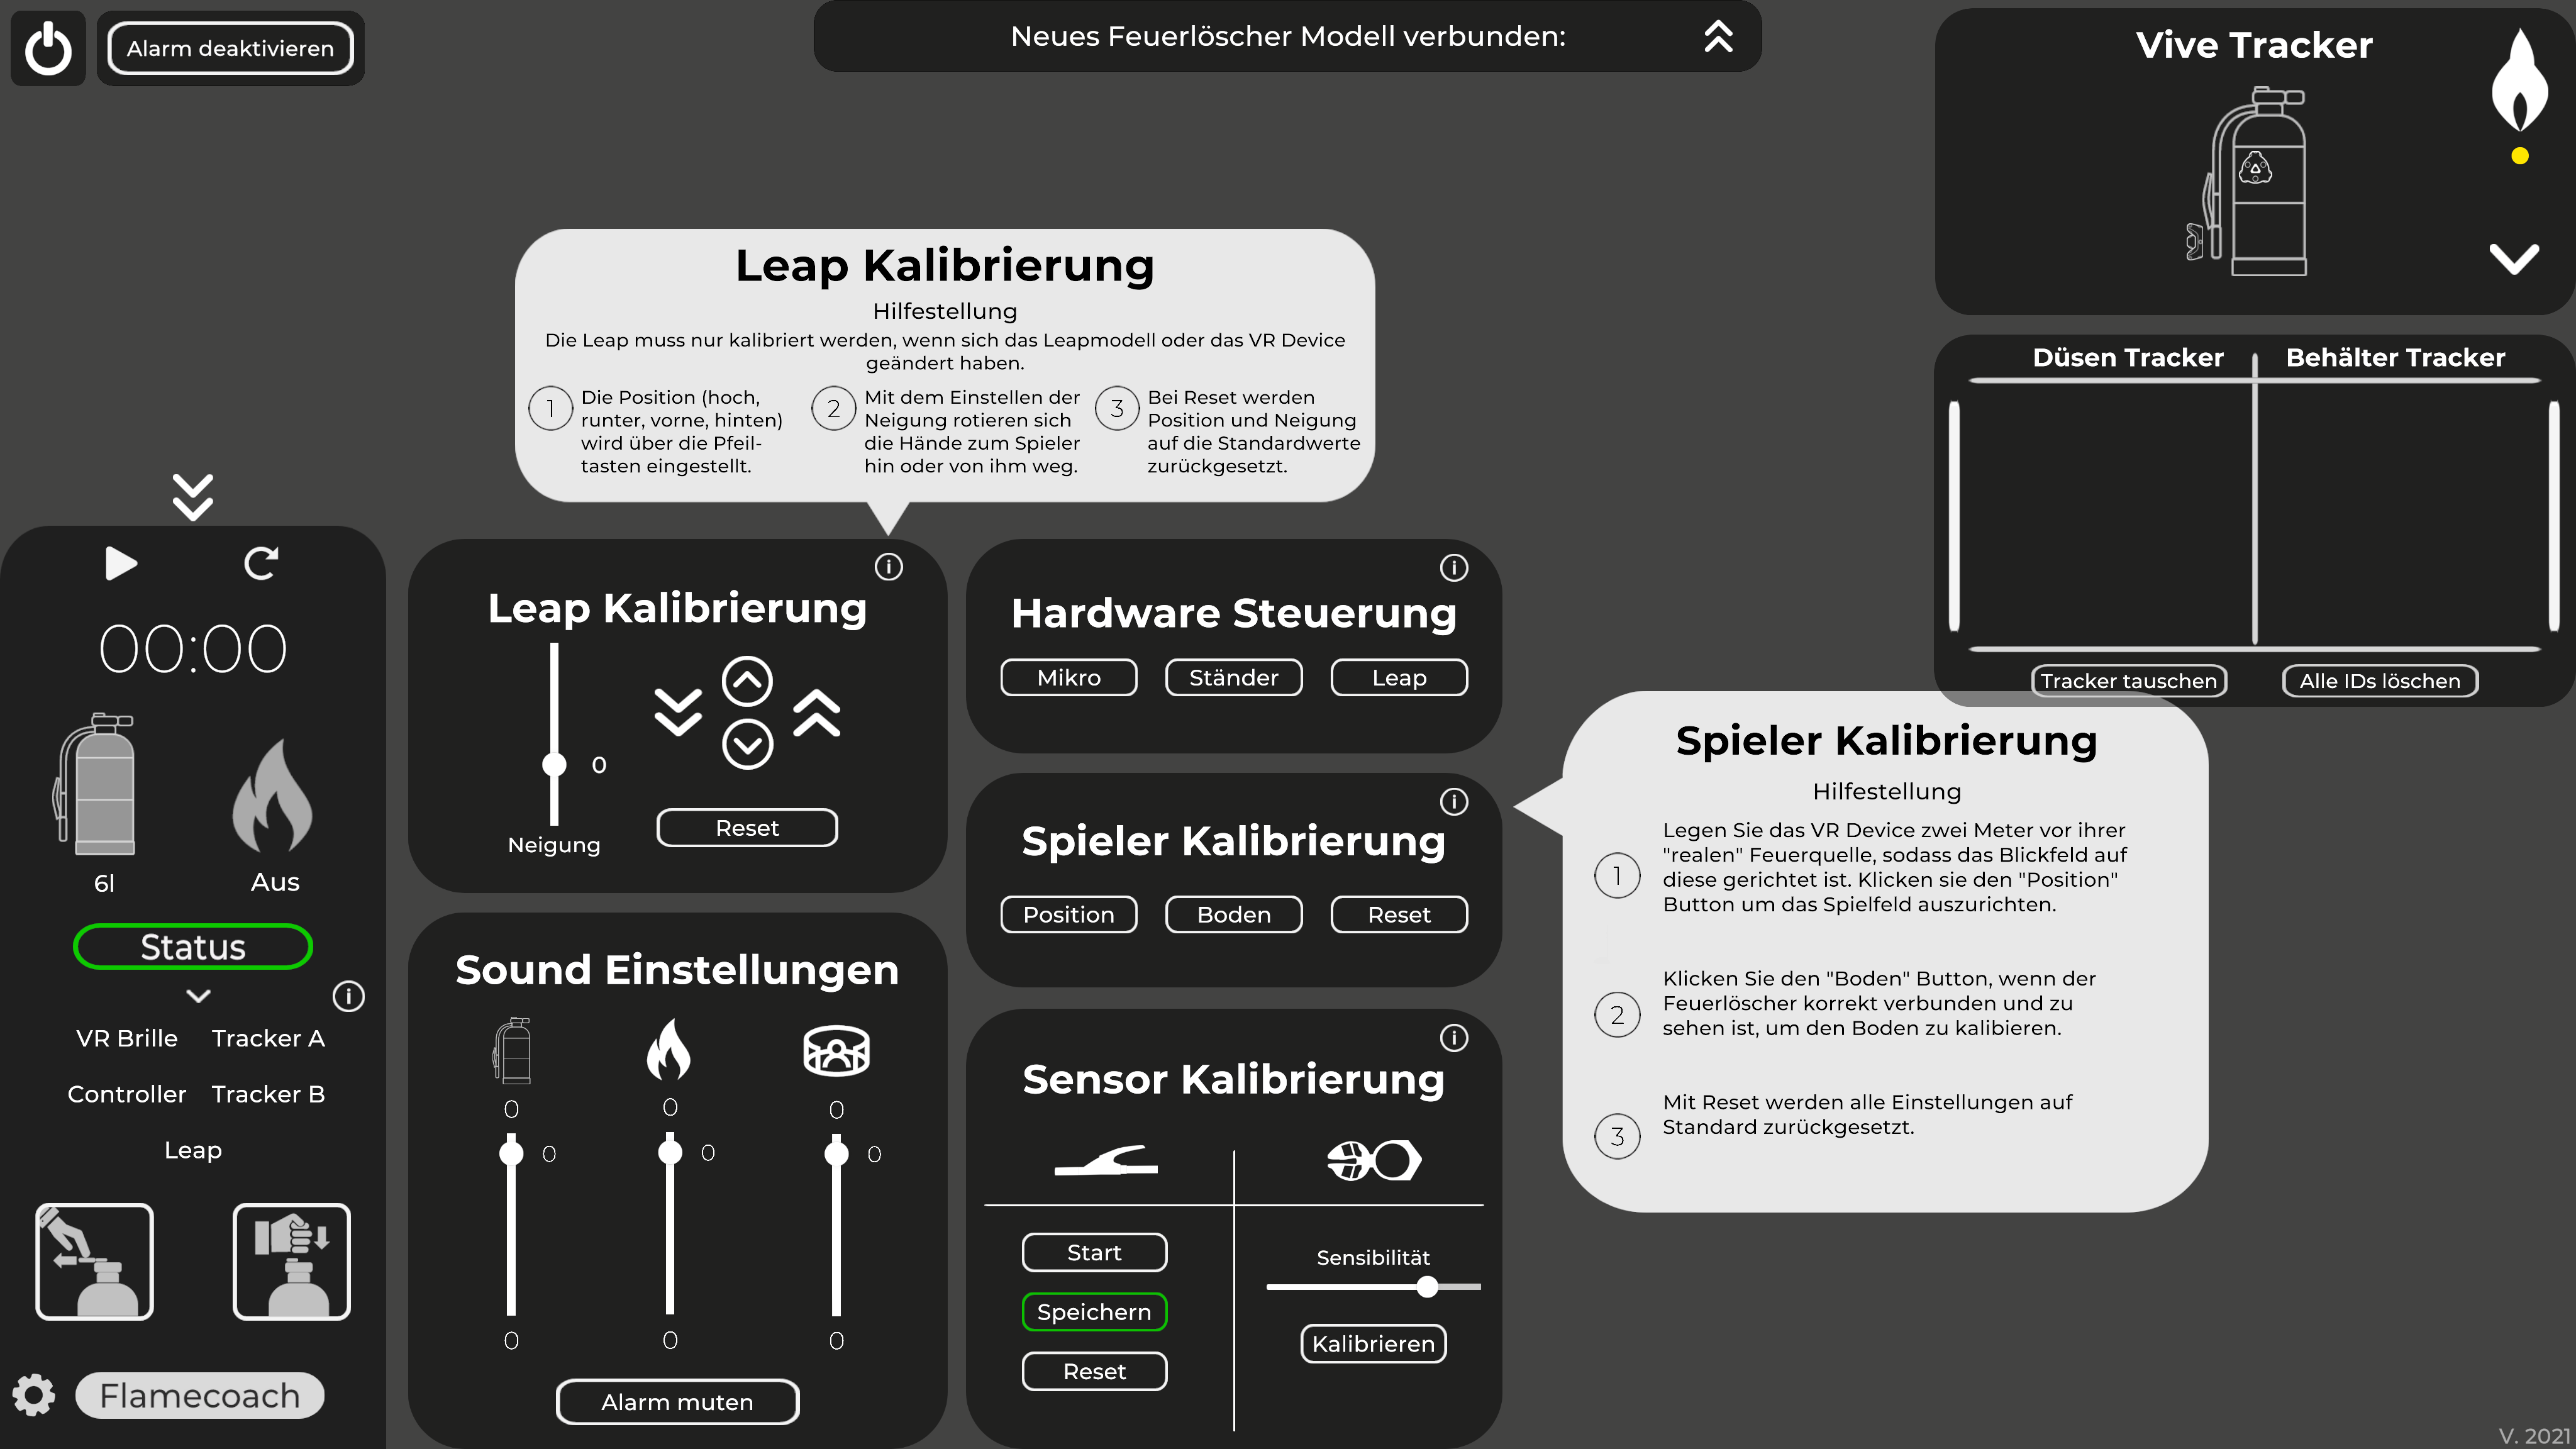 Alarm deaktivieren
Neues Feuerlöscher Modell verbunden:
Vive Tracker
Düsen Tracker
Behälter Tracker
Tracker tauschen
Alle IDs löschen
Leap Kalibrierung
Hilfestellung
Die Leap muss nur kalibriert werden, wenn sich das Leapmodell oder das VR Device
geändert haben.
1
Die Position (hoch,
runter, vorne, hinten)
wird über die Pfeil-
tasten eingestellt.
2
Mit dem Einstellen der
Neigung rotieren sich
die Hände zum Spieler
hin oder von ihm weg.
3
Bei Reset werden
Position und Neigung
auf die Standardwerte
zurückgesetzt.
00:00
6l
Aus
Status
i
VR Brille
Tracker A
Controller
Tracker B
Leap
Flamecoach
i
Leap Kalibrierung
0
Neigung
Reset
Sound Einstellungen
0
0
0
0
0
0
0
0
0
Alarm muten
i
Hardware Steuerung
Mikro
Ständer
Leap
i
Spieler Kalibrierung
Position
Boden
Reset
i
Sensor Kalibrierung
Start
Speichern
Reset
Sensibilität
Kalibrieren
Spieler Kalibrierung
Hilfestellung
1
Legen Sie das VR Device zwei Meter vor ihrer
"realen" Feuerquelle, sodass das Blickfeld auf
diese gerichtet ist. Klicken sie den "Position"
Button um das Spielfeld auszurichten.
2
Klicken Sie den "Boden" Button, wenn der
Feuerlöscher korrekt verbunden und zu
sehen ist, um den Boden zu kalibieren.
3
Mit Reset werden alle Einstellungen auf
Standard zurückgesetzt.
V. 2021